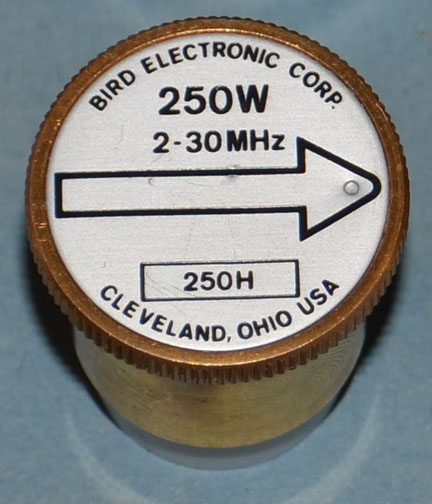 BIRD ELECTRONIC CORP.
250W
2-30MHz
250H
CLEVELAND, OHIO USA